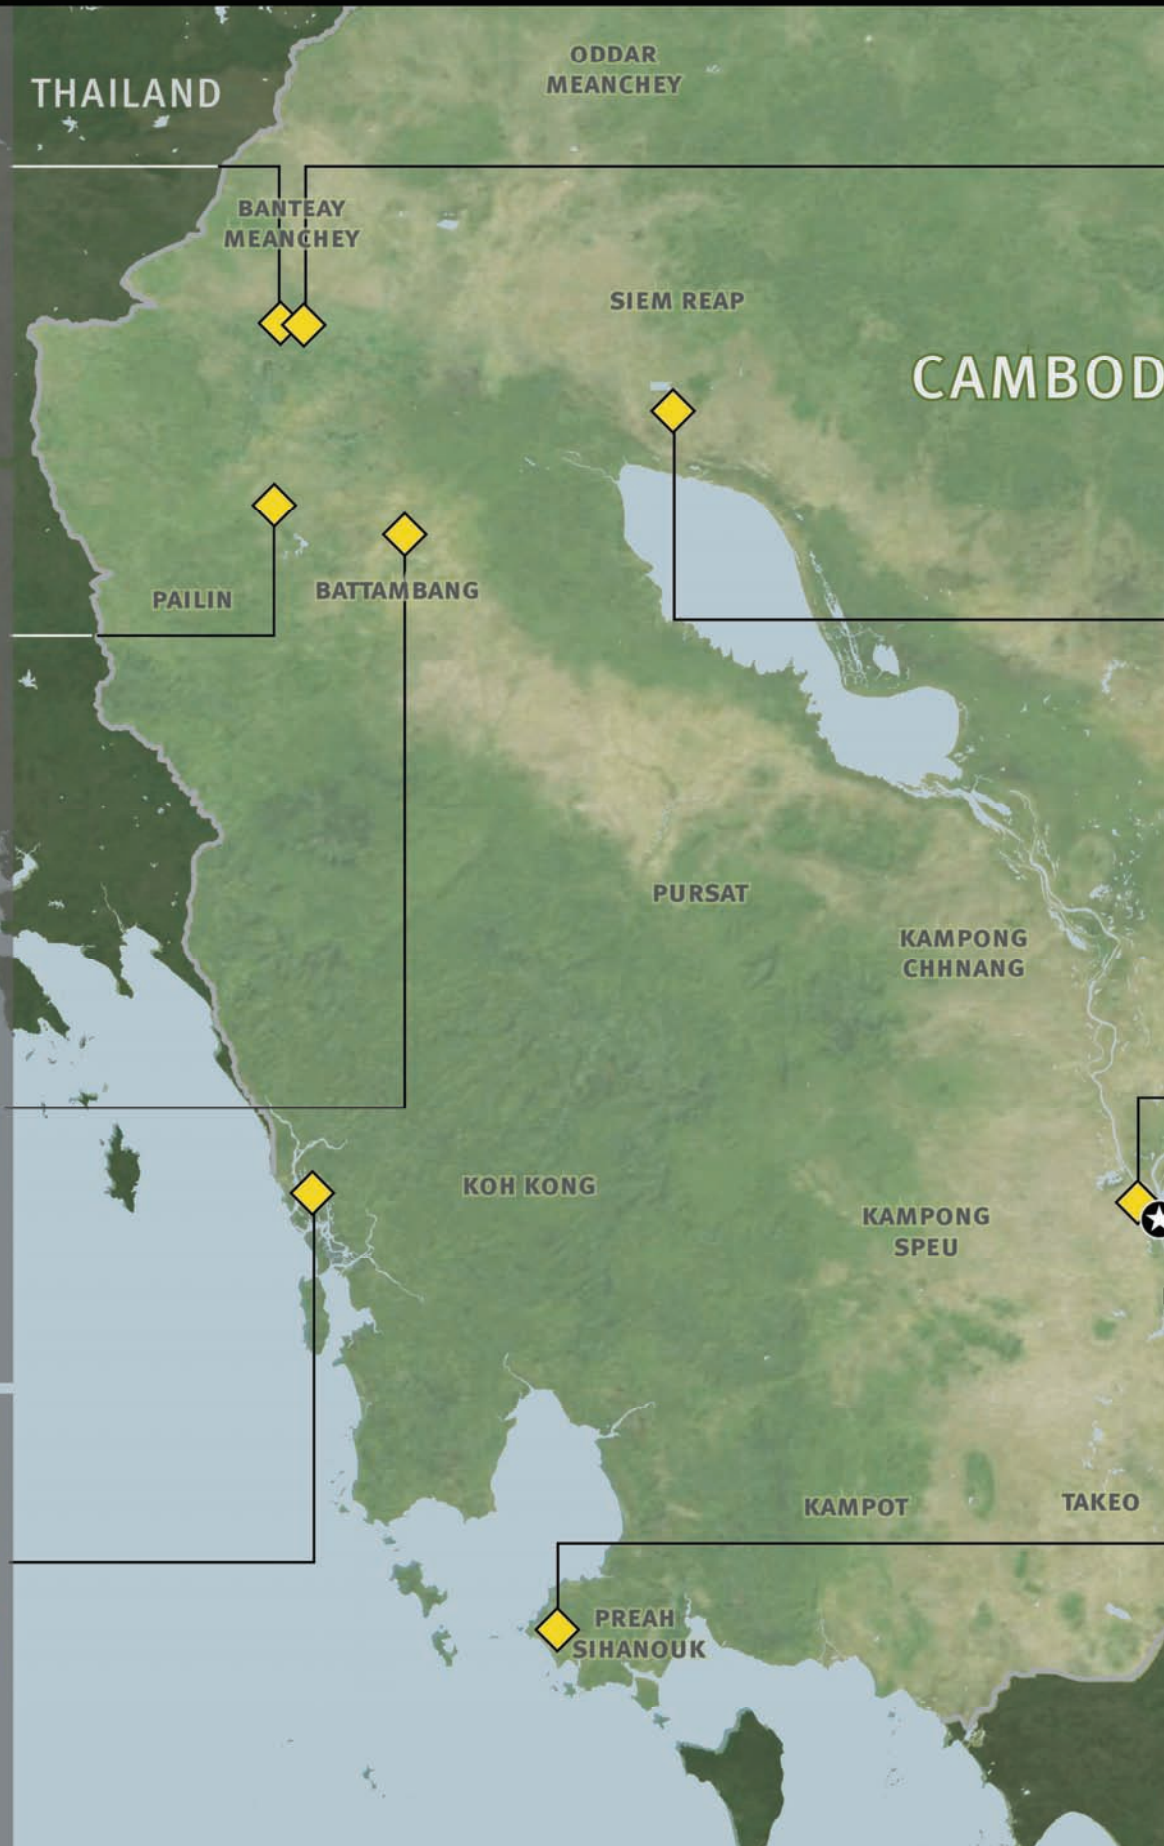 ODDAR
MEANCHEY
THAILAND
BANTEAY
MEANCHEY
SIEM REAP
CAMBOD
PAILIN
BATTAMBANG
PURSAT
KAMPONG
CHHNANG
KOH KONG
KAMPONG
SPEU
KAMPOT
TAKEO
PREAH
SIHANOUK